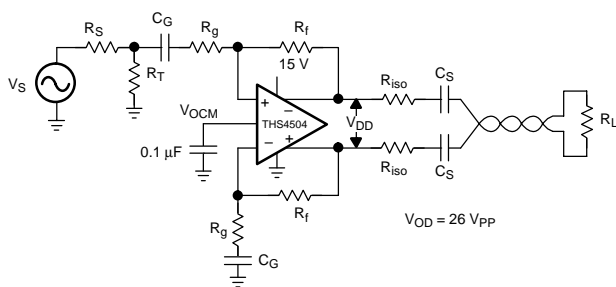 R_S
C_G
R_g
R_f
15 V
V_S
R_T
V_OCM
+
−
THS4504
−
+
V_DD
R_iso
C_S
R_L
0.1 μF
R_iso
C_S
R_f
R_g
C_G
V_OD = 26 V_PP